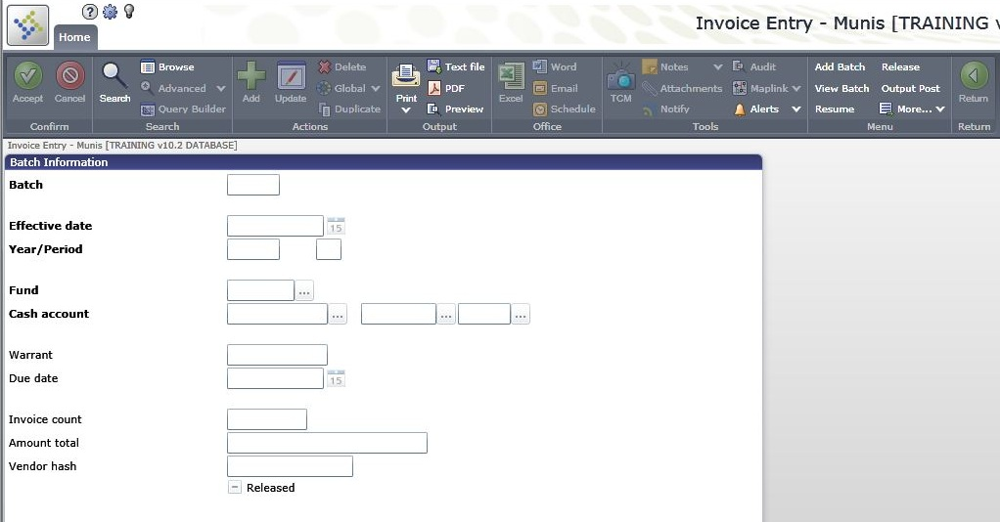 Invoice Entry - Munis [TRAINING v
Home
Accept
Cancel
Confirm
Search
Browse
Advanced
Query Builder
Search
Add
Update
Delete
Global
Duplicate
Actions
Print
Text file
PDF
Preview
Output
Excel
Word
Email
Schedule
Office
TCM
Notes
Attachments
Notify
Audit
Maplink
Alerts
Tools
Add Batch
Release
View Batch
Output Post
Resume
More...
Menu
Return
Return
Invoice Entry - Munis [TRAINING v10.2 DATABASE]
Batch Information
Batch
Effective date
15
Year/Period
Fund
...
Cash account
... ... ...
Warrant
Due date
15
Invoice count
Amount total
Vendor hash
Released